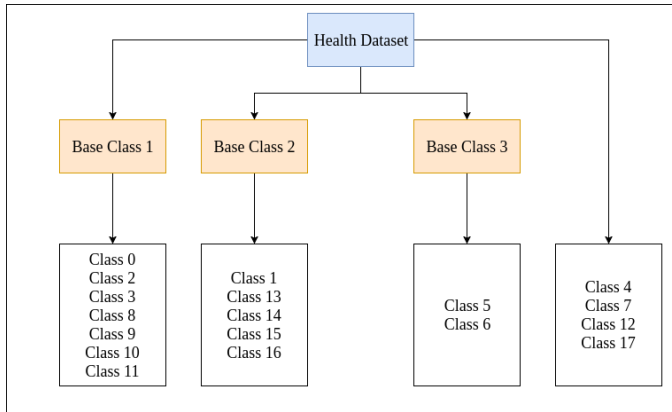 Health Dataset
Base Class 1
Base Class 2
Base Class 3
Class 0
Class 2
Class 3
Class 8
Class 9
Class 10
Class 11
Class 1
Class 13
Class 14
Class 15
Class 16
Class 5
Class 6
Class 4
Class 7
Class 12
Class 17